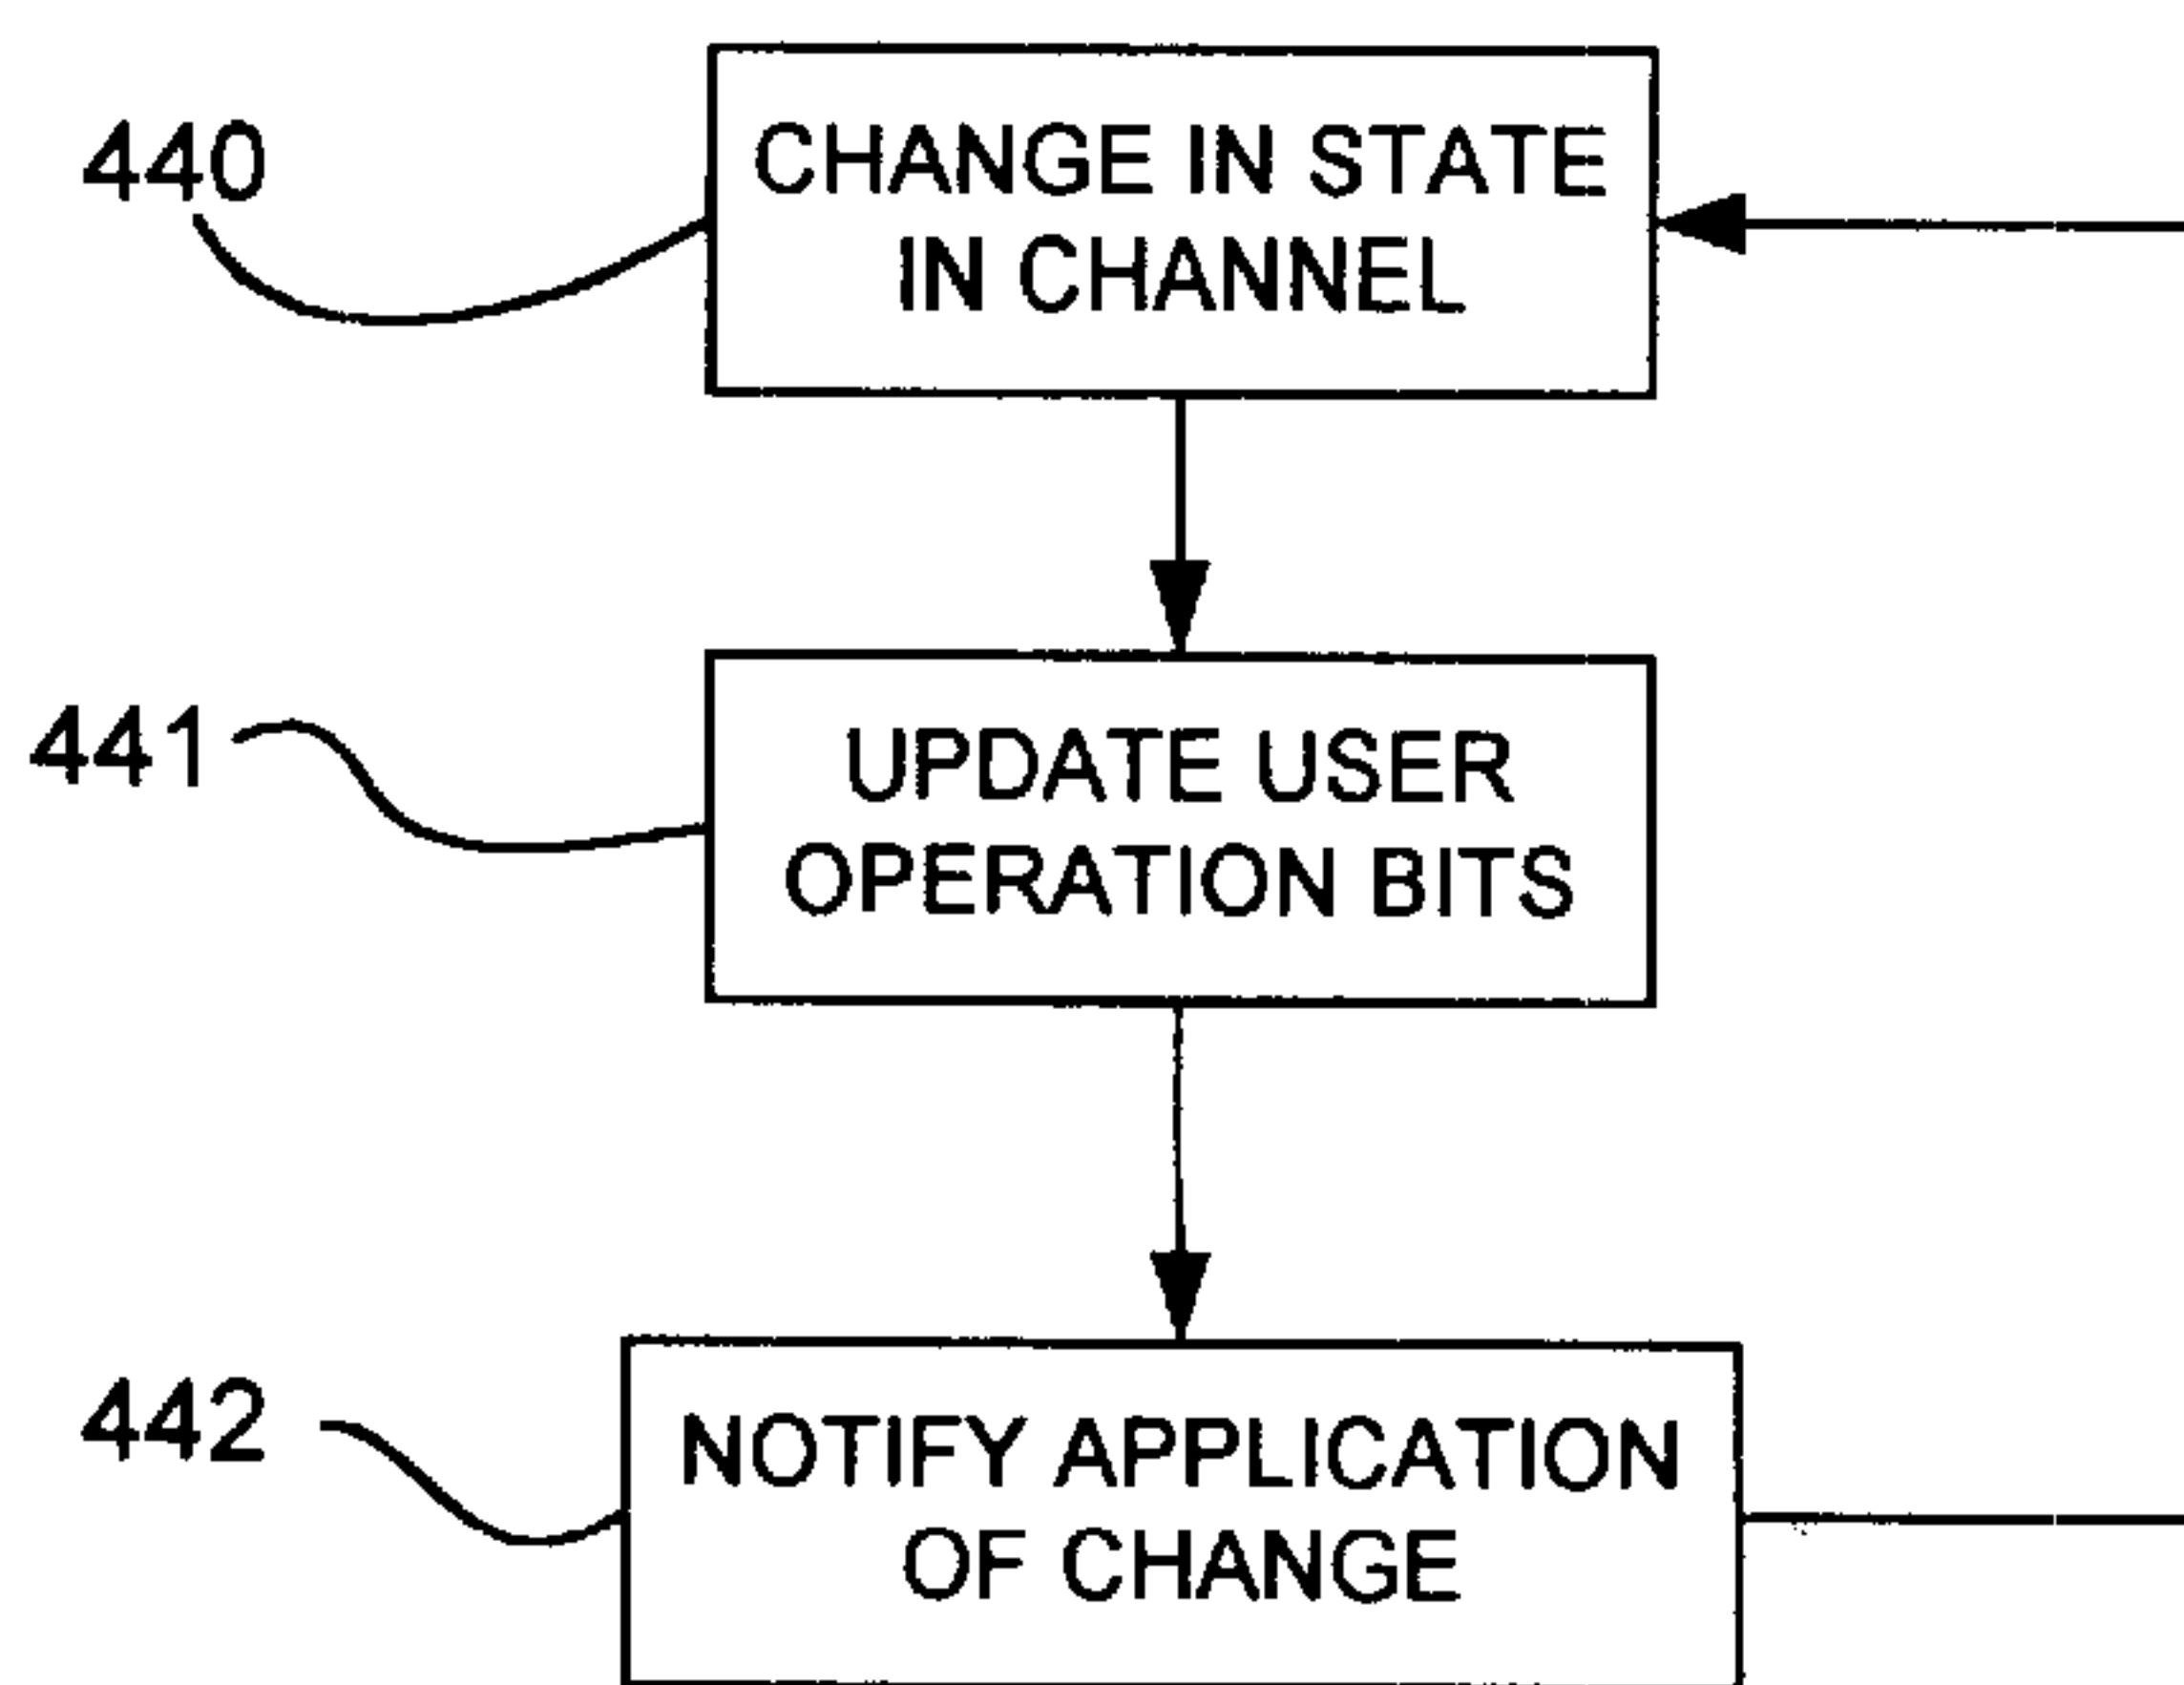 440
CHANGE IN STATE
IN CHANNEL
441
UPDATE USER
OPERATION BITS
442
NOTIFY APPLICATION
OF CHANGE